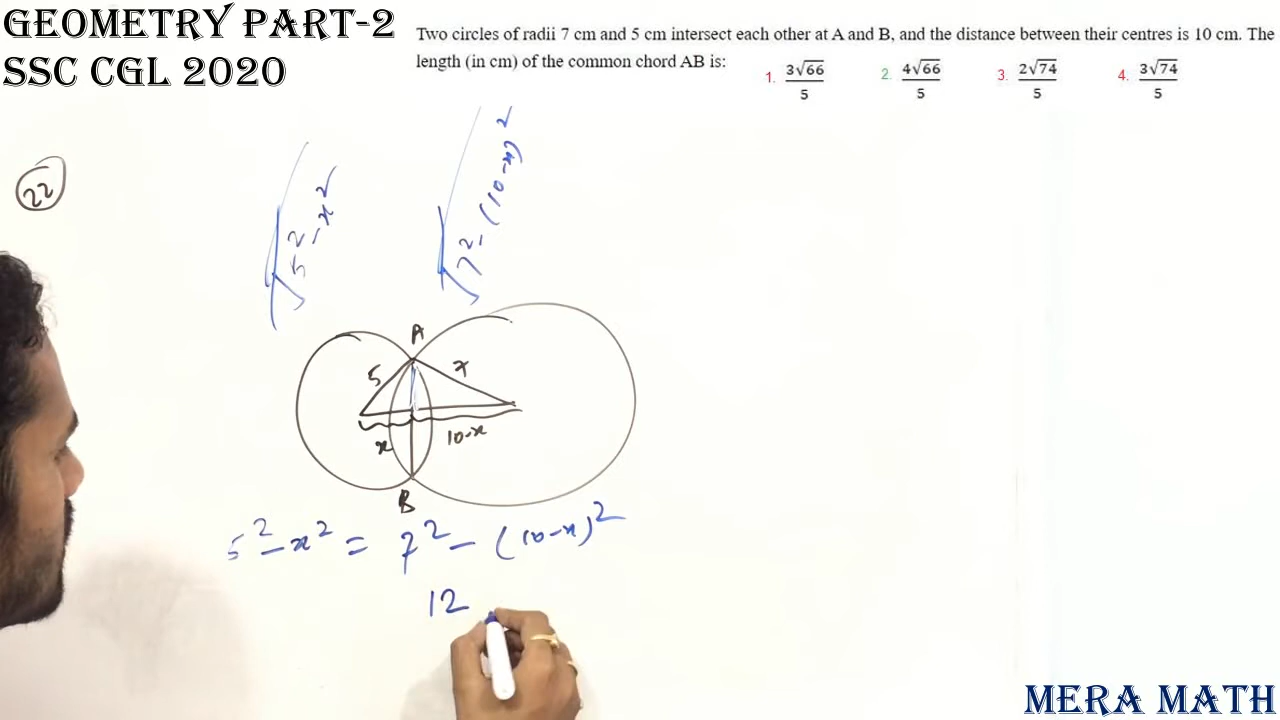 GEOMETRY PART-2
SSC CGL 2020
Two circles of radii 7 cm and 5 cm intersect each other at A and B, and the distance between their centres is 10 cm. The
length (in cm) of the common chord AB is:
1. 3√66/5 2. 4√66/5 3. 2√74/5 4. 3√74/5
22
√5²-x²
√7²-(10-x)²
A
5 7
x 10-x
B
5²-x² = 7²-(10-x)²
12
MERA MATH